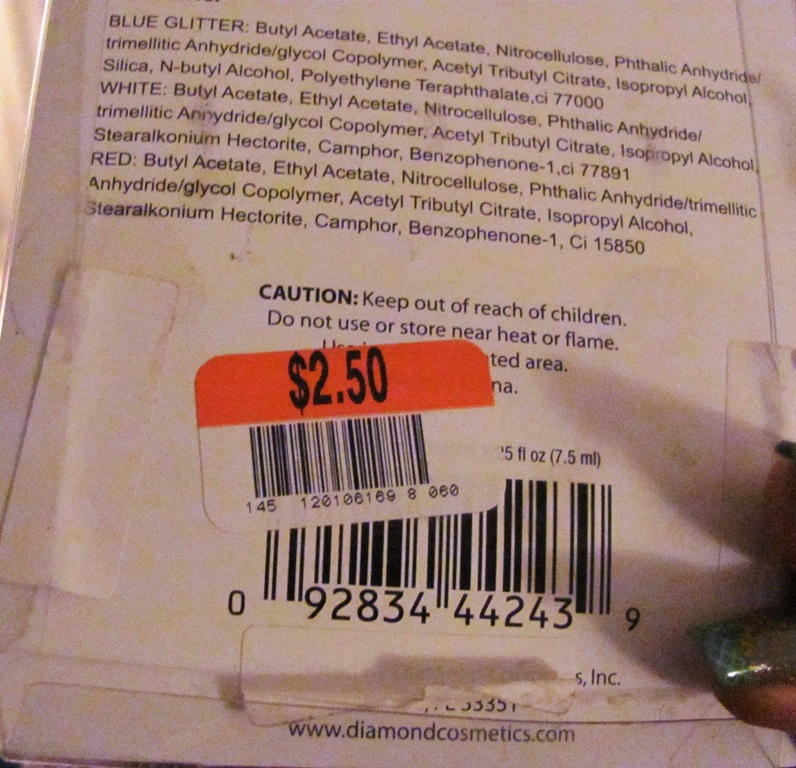 BLUE GLITTER: Butyl Acetate, Ethyl Acetate, Nitrocellulose, Phthalic Anhydride/
trimellitic Anhydride/glycol Copolymer, Acetyl Tributyl Citrate, Isopropyl Alcohol,
Silica, N-butyl Alcohol, Polyethylene Teraphthalate,ci 77000
WHITE: Butyl Acetate, Ethyl Acetate, Nitrocellulose, Phthalic Anhydride/
trimellitic Anhydride/glycol Copolymer, Acetyl Tributyl Citrate, Isopropyl Alcohol,
Stearalkonium Hectorite, Camphor, Benzophenone-1,ci 77891
RED: Butyl Acetate, Ethyl Acetate, Nitrocellulose, Phthalic Anhydride/trimellitic
Anhydride/glycol Copolymer, Acetyl Tributyl Citrate, Isopropyl Alcohol,
Stearalkonium Hectorite, Camphor, Benzophenone-1, Ci 15850
CAUTION: Keep out of reach of children.
Do not use or store near heat or flame.
area.
$2.50
5 fl oz (7.5 ml)
145 120106169 8 060
0 92834 44243 9
s, Inc.
www.diamondcosmetics.com